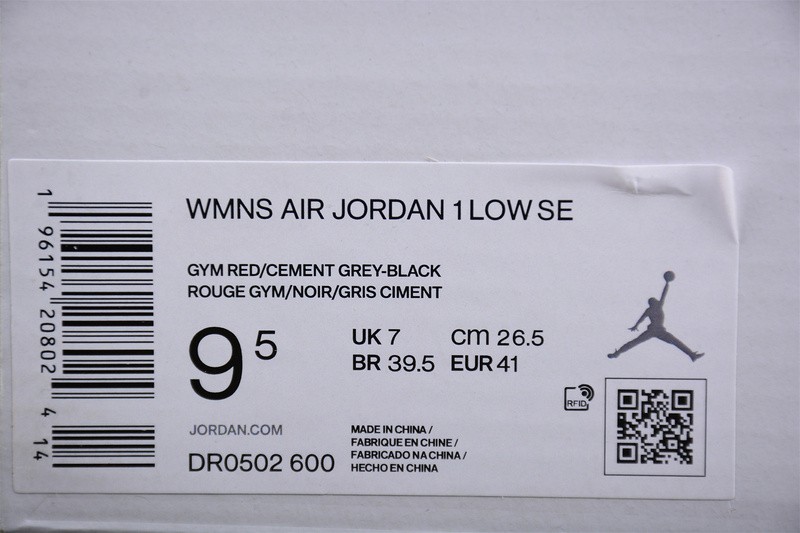 WMNS AIR JORDAN 1 LOW SE
GYM RED/CEMENT GREY-BLACK
ROUGE GYM/NOIR/GRIS CIMENT
9 5
UK 7 cm 26.5
BR 39.5 EUR 41
RFID
JORDAN.COM
DR0502 600
MADE IN CHINA /
FABRIQUE EN CHINE /
FABRICADO NA CHINA /
HECHO EN CHINA
1 96154 20802 4 14